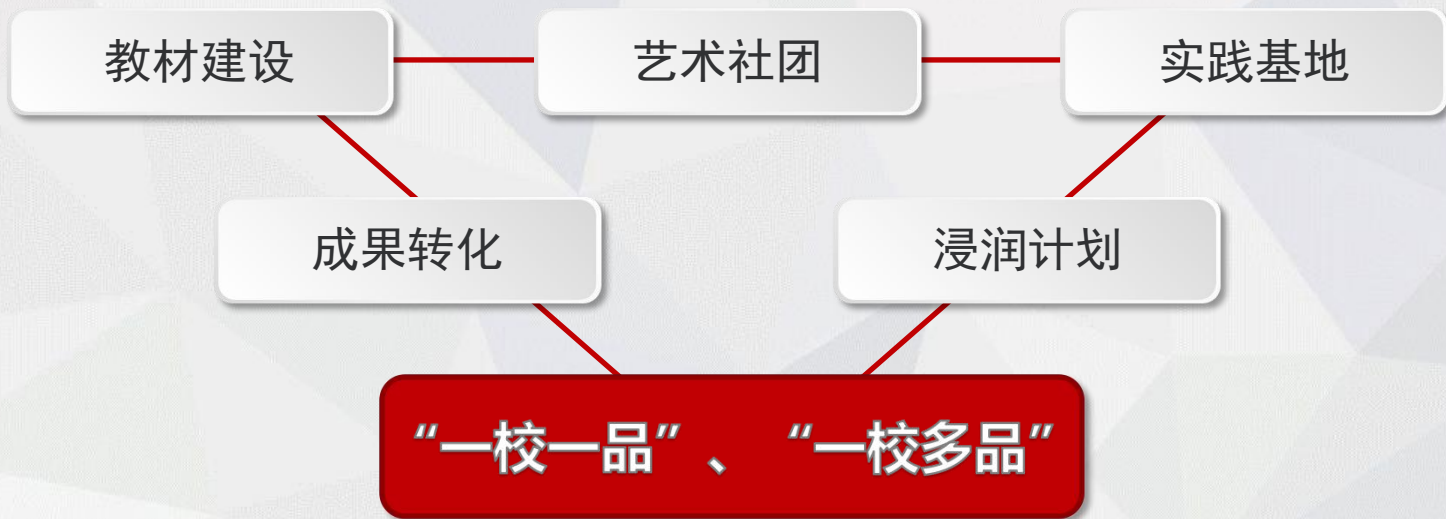 教材建设
艺术社团
实践基地
成果转化
浸润计划
“一校一品”、“一校多品”